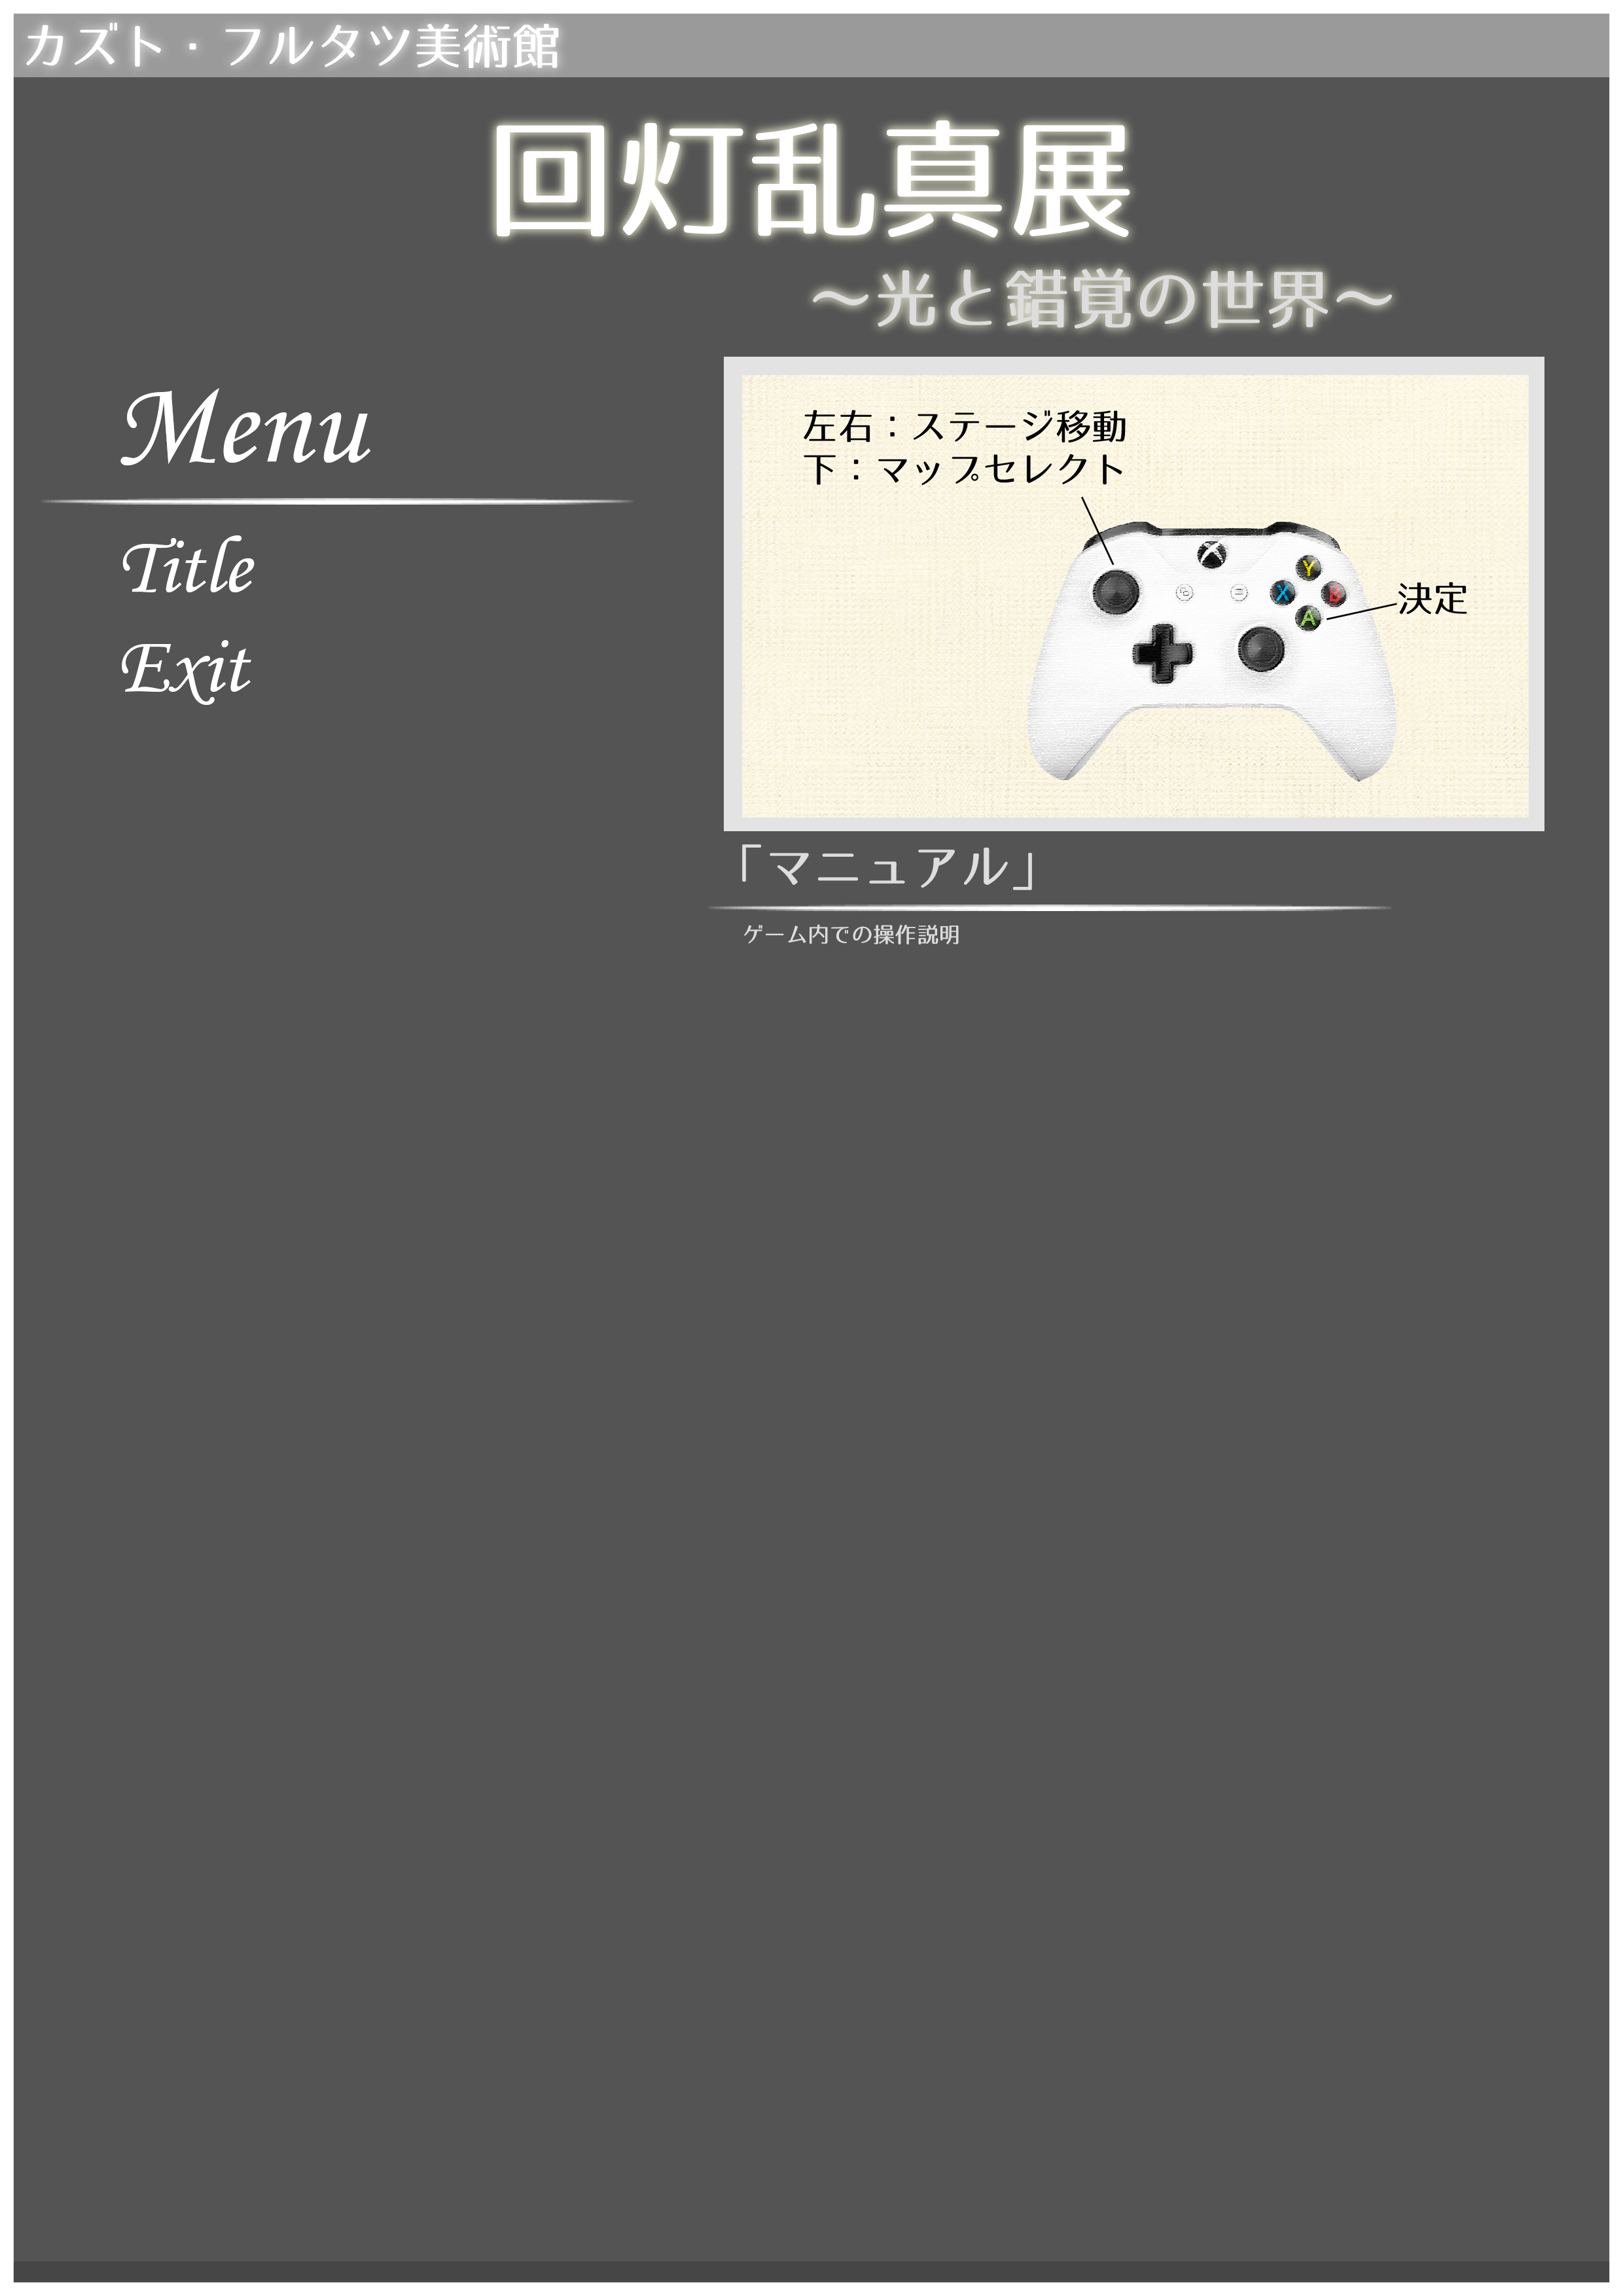 カズト・フルタツ美術館
回灯乱真展
～光と錯覚の世界～
Menu
Title
Exit
左右：ステージ移動
下：マップセレクト
Y
X
B
A
決定
「マニュアル」
ゲーム内での操作説明